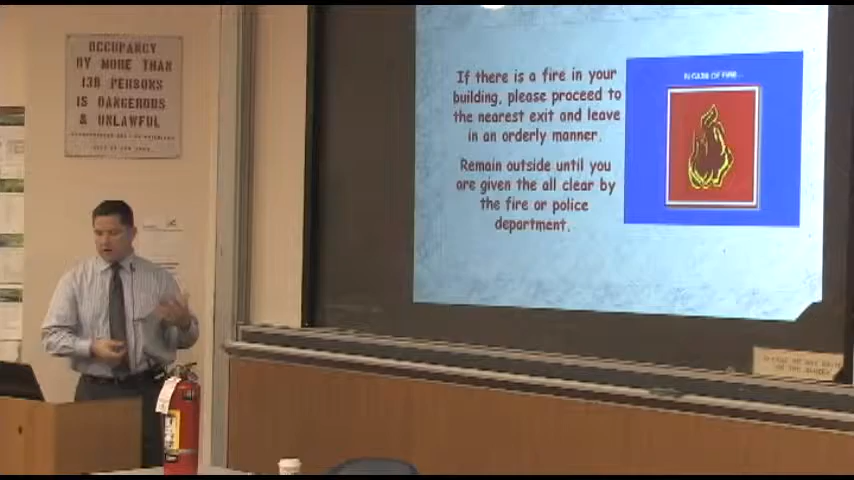 OCCUPANCY
BY MORE THAN
138 PERSONS
IS DANGEROUS
& UNLAWFUL
If there is a fire in your
building, please proceed to
the nearest exit and leave
in an orderly manner.
Remain outside until you
are given the all clear by
the fire or police
department.
IN CASE OF FIRE...